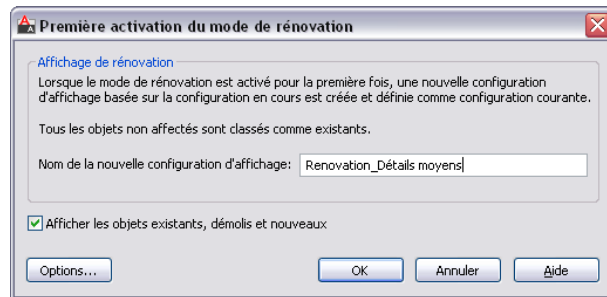 Première activation du mode de rénovation
Affichage de rénovation
Lorsque le mode de rénovation est activé pour la première fois, une nouvelle configuration
d'affichage basée sur la configuration en cours est créée et définie comme configuration courante.
Tous les objets non affectés sont classés comme existants.
Nom de la nouvelle configuration d'affichage: Renovation_Détails moyens
Afficher les objets existants, démolis et nouveaux
Options... OK Annuler Aide